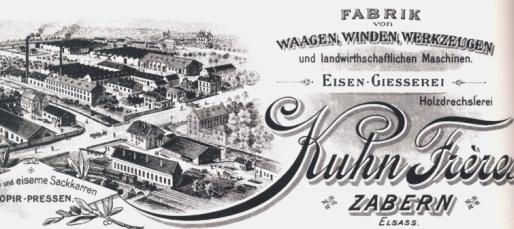 FABRIK
von
WAAGEN, WINDEN, WERKZEUGEN
und landwirthschaftlichen Maschinen.
EISEN-GIESSEREI
Holzdrechslerei
Kuhn Frères
ZABERN
ELSASS.
und eiserne Sackkarren
OPIR-PRESSEN.